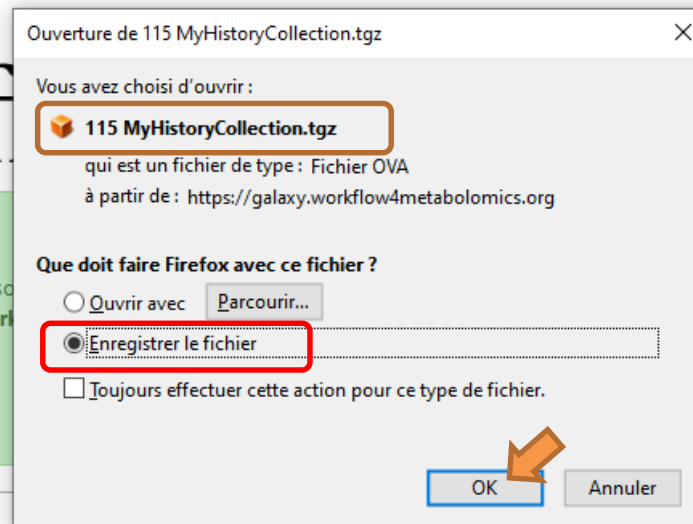 Ouverture de 115 MyHistoryCollection.tgz
Vous avez choisi d'ouvrir :
115 MyHistoryCollection.tgz
qui est un fichier de type : Fichier OVA
à partir de : https://galaxy.workflow4metabolomics.org
Que doit faire Firefox avec ce fichier ?
Ouvrir avec Parcourir...
Enregistrer le fichier
Toujours effectuer cette action pour ce type de fichier.
OK Annuler